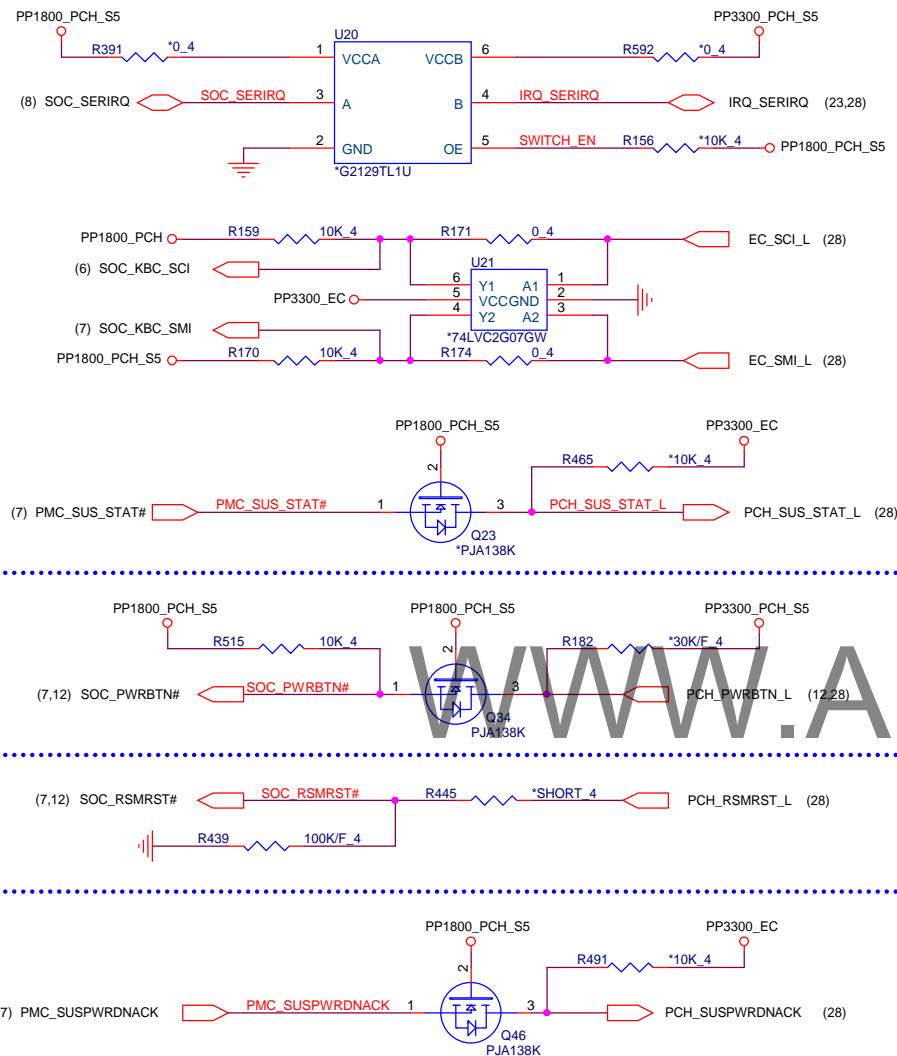 PP1800_PCH_S5
PP3300_PCH_S5
R391 *0_4
U20
R592 *0_4
1 VCCA VCCB 6
(8) SOC_SERIRQ SOC_SERIRQ 3 A B 4 IRQ_SERIRQ IRQ_SERIRQ (23,28)
2 GND OE 5 SWITCH_EN R156 *10K_4 PP1800_PCH_S5
*G2129TL1U
PP1800_PCH R159 10K_4 R171 0_4 EC_SCI_L (28)
(6) SOC_KBC_SCI
U21
6 Y1 A1 1
PP3300_EC 5 VCCGND 2
4 Y2 A2 3
(7) SOC_KBC_SMI
*74LVC2G07GW
PP1800_PCH_S5 R170 10K_4 R174 0_4 EC_SMI_L (28)
PP1800_PCH_S5
PP3300_EC
2
R465 *10K_4
(7) PMC_SUS_STAT# PMC_SUS_STAT# 1 3 PCH_SUS_STAT_L PCH_SUS_STAT_L (28)
Q23
*PJA138K
PP1800_PCH_S5
PP1800_PCH_S5
PP3300_PCH_S5
R515 10K_4
2
R182 *30K/F_4
(7,12) SOC_PWRBTN# SOC_PWRBTN# 1 3 PCH_PWRBTN_L (12,28)
Q34
PJA138K
WWW.A
(7,12) SOC_RSMRST# SOC_RSMRST# R445 *SHORT_4 PCH_RSMRST_L (28)
R439 100K/F_4
PP1800_PCH_S5
PP3300_EC
2
R491 *10K_4
7) PMC_SUSPWRDNACK PMC_SUSPWRDNACK 1 3 PCH_SUSPWRDNACK (28)
Q46
PJA138K